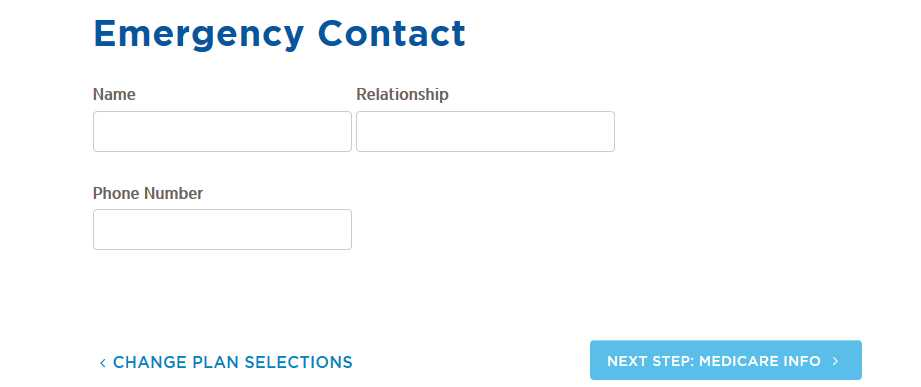 Emergency Contact
Name Relationship
Phone Number
< CHANGE PLAN SELECTIONS NEXT STEP: MEDICARE INFO >